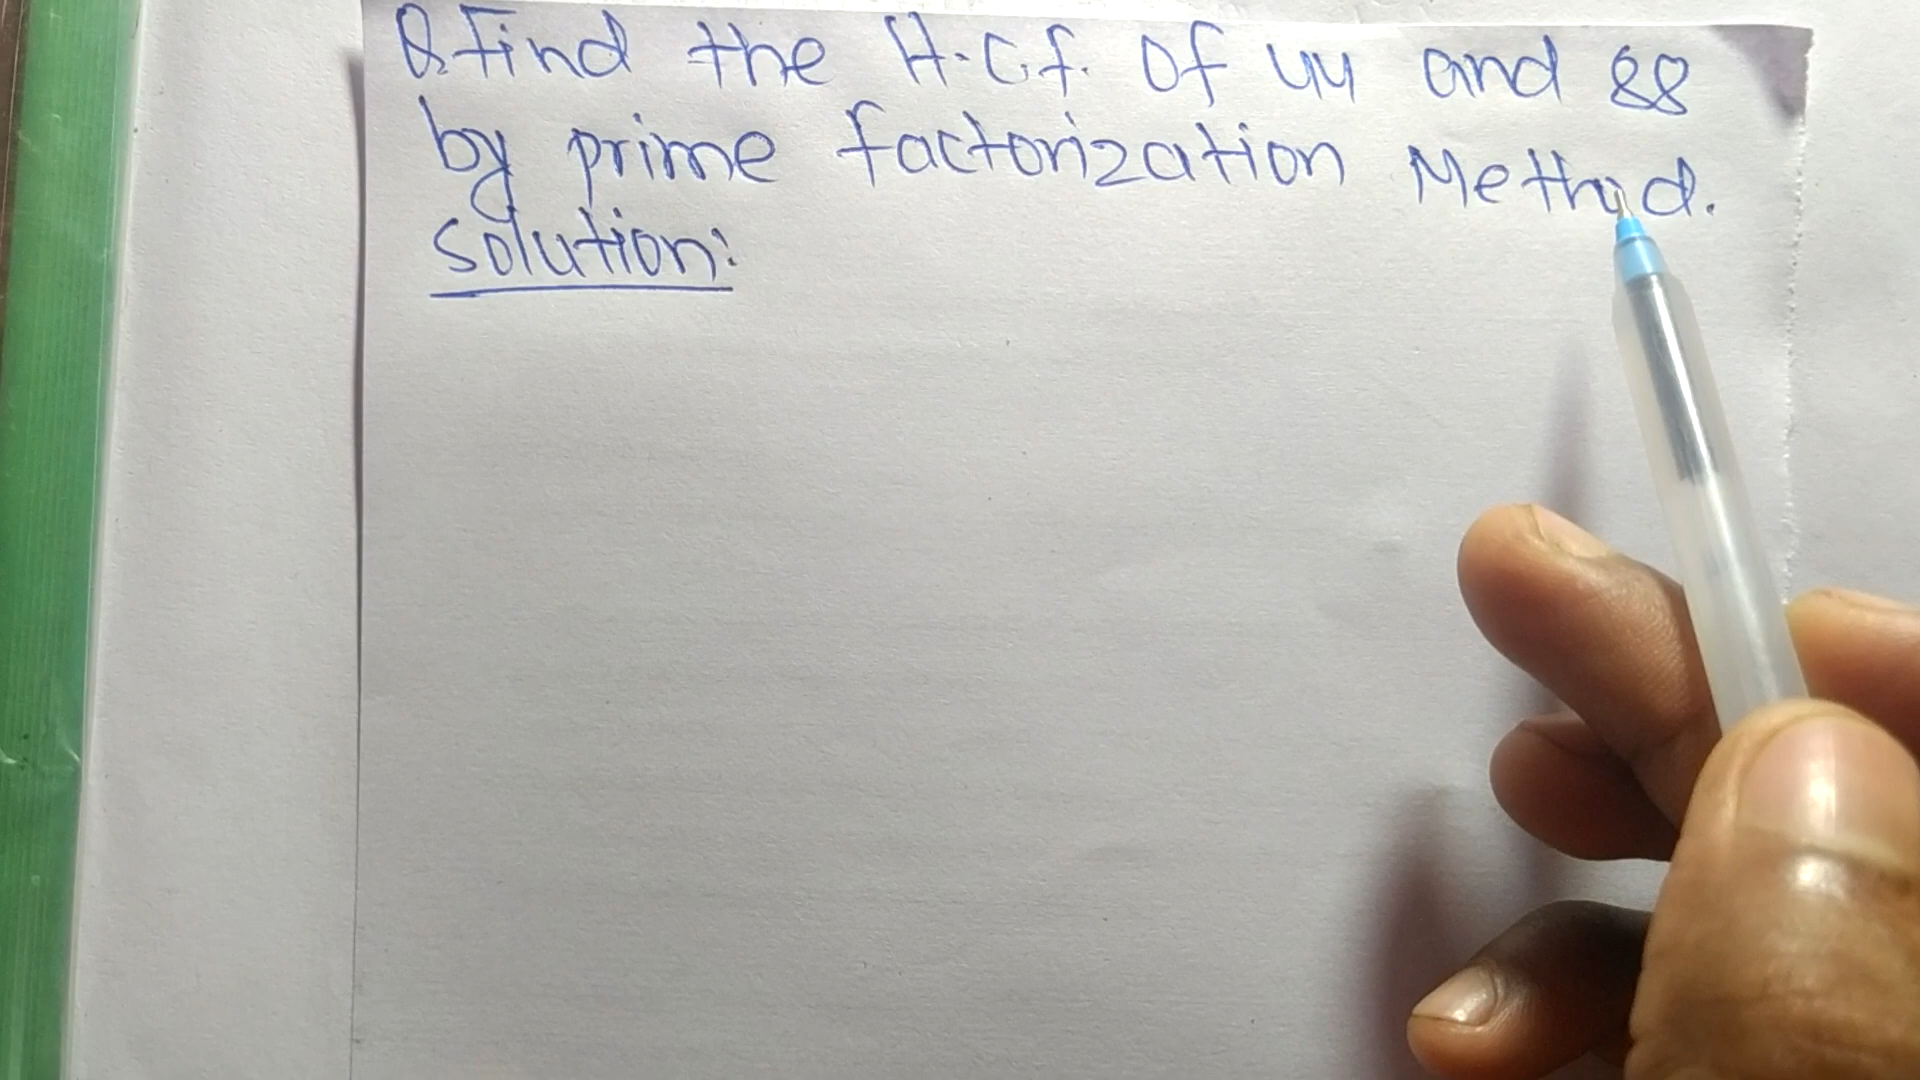 Q. Find the H.C.f. Of 44 and 88
by prime factorization Method.
solution: